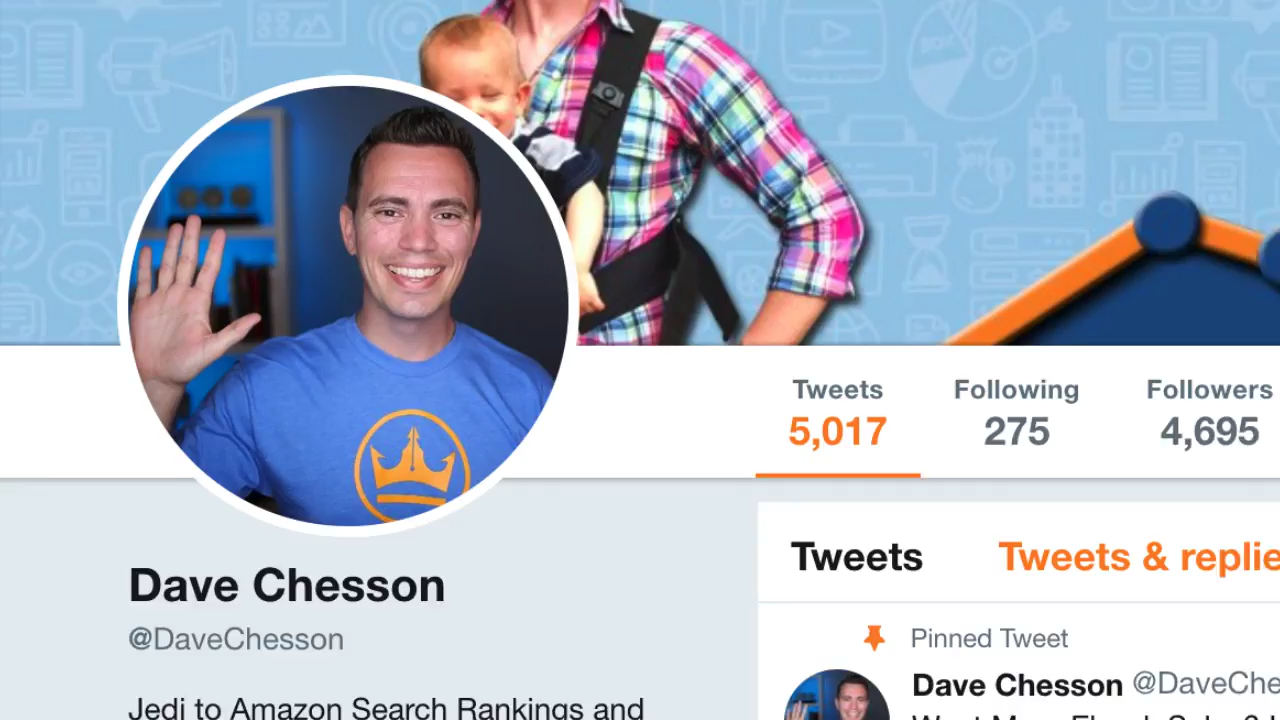 Tweets Following Followers
5,017 275 4,695
Tweets Tweets & replie
Dave Chesson
@DaveChesson
Pinned Tweet
Dave Chesson @DaveChe
Jedi to Amazon Search Rankings and